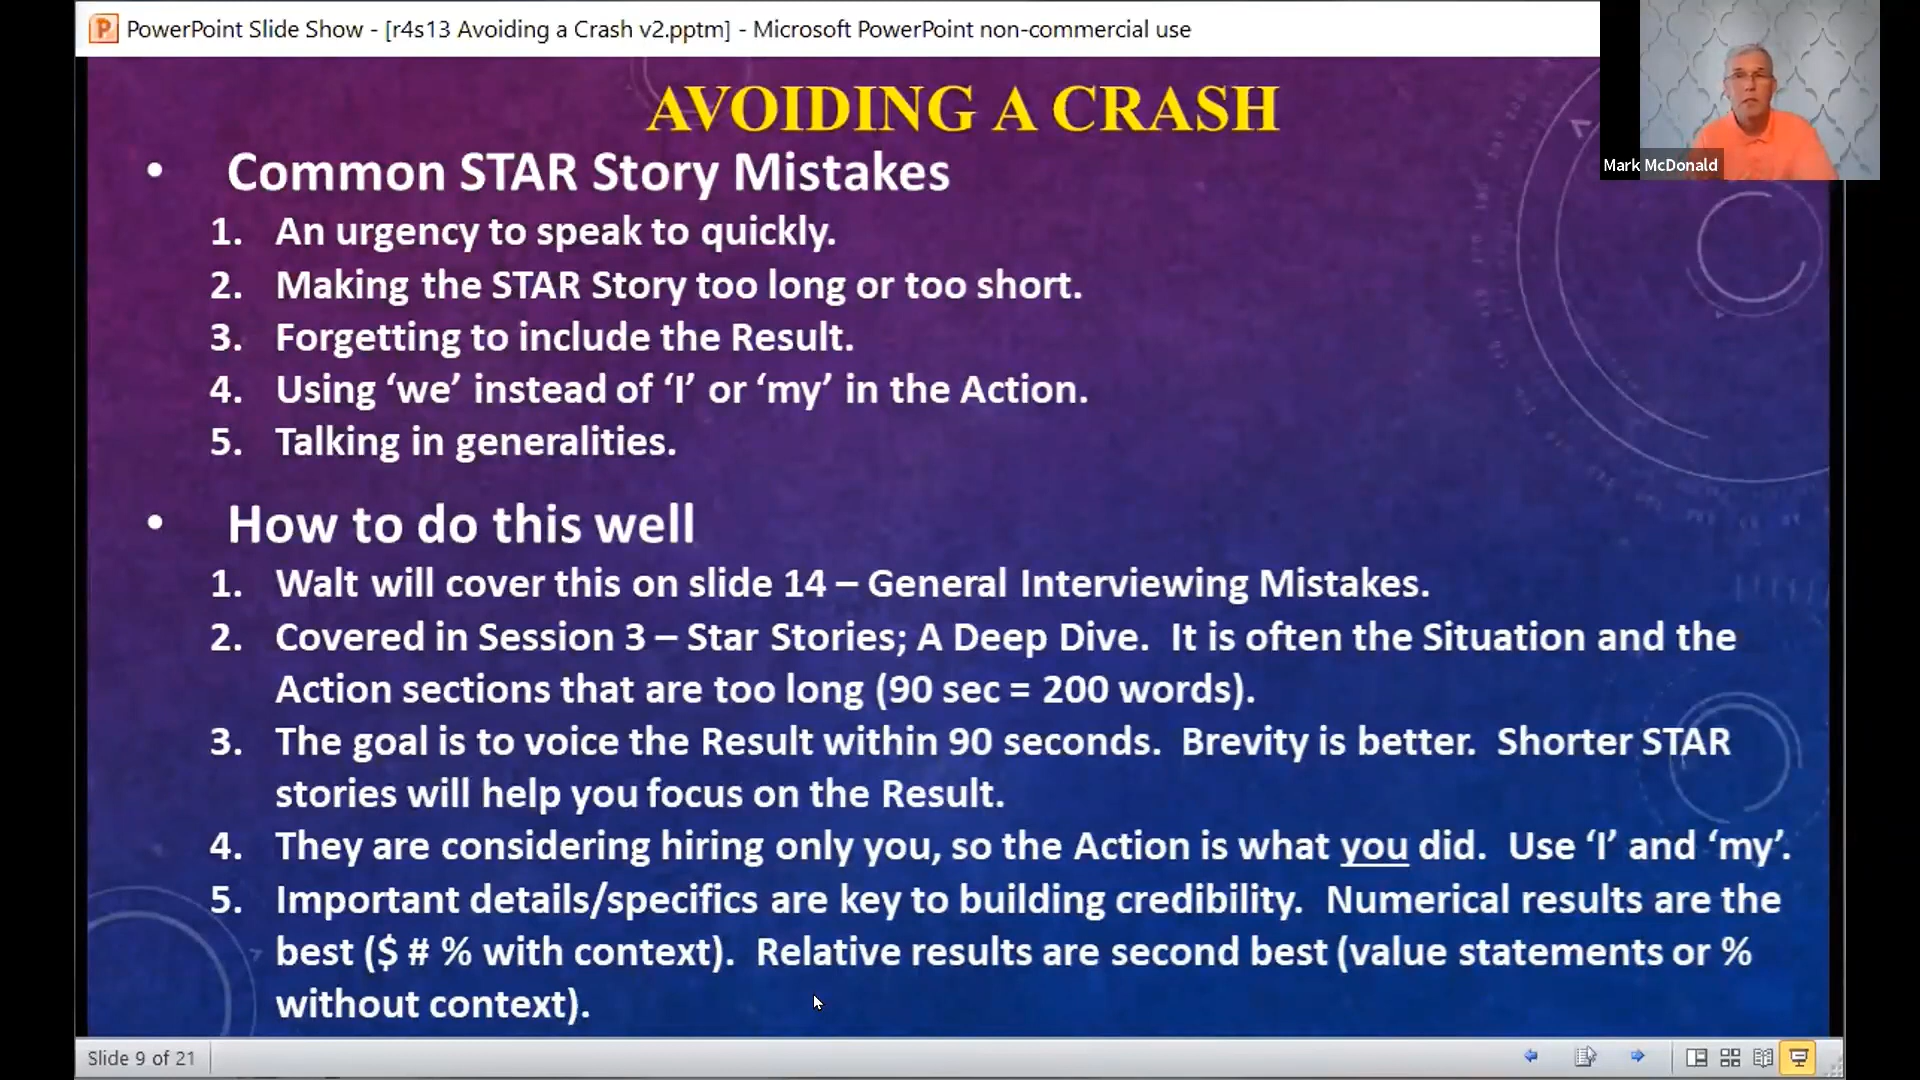 PowerPoint Slide Show - [r4s13 Avoiding a Crash v2.pptm] - Microsoft PowerPoint non-commercial use
Mark McDonald
AVOIDING A CRASH
• Common STAR Story Mistakes
1. An urgency to speak to quickly.
2. Making the STAR Story too long or too short.
3. Forgetting to include the Result.
4. Using ‘we’ instead of ‘I’ or ‘my’ in the Action.
5. Talking in generalities.
• How to do this well
1. Walt will cover this on slide 14 – General Interviewing Mistakes.
2. Covered in Session 3 – Star Stories; A Deep Dive. It is often the Situation and the
Action sections that are too long (90 sec = 200 words).
3. The goal is to voice the Result within 90 seconds. Brevity is better. Shorter STAR
stories will help you focus on the Result.
4. They are considering hiring only you, so the Action is what you did. Use ‘I’ and ‘my’.
5. Important details/specifics are key to building credibility. Numerical results are the
best ($ # % with context). Relative results are second best (value statements or %
without context).
Slide 9 of 21